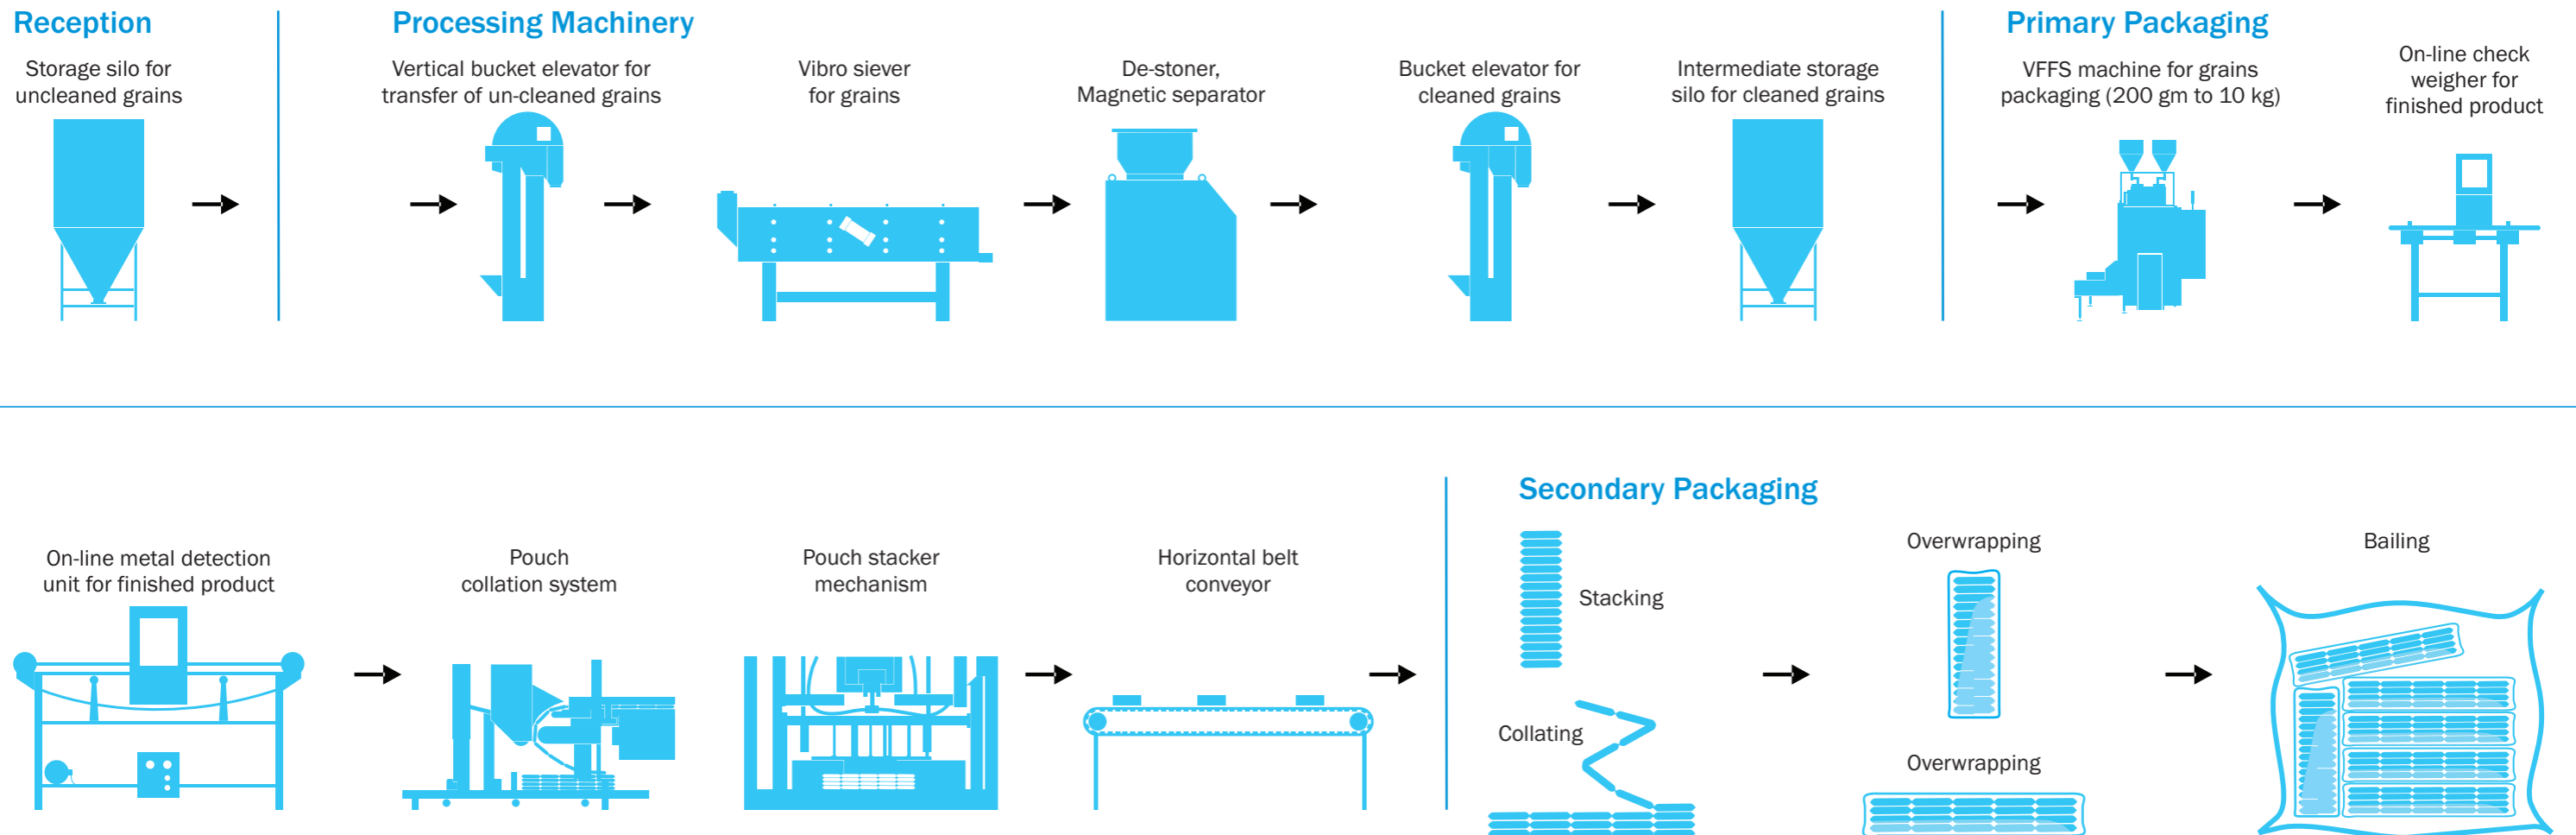 Reception
Storage silo for
uncleaned grains
Processing Machinery
Vertical bucket elevator for
transfer of un-cleaned grains
Vibro siever
for grains
De-stoner,
Magnetic separator
Bucket elevator for
cleaned grains
Intermediate storage
silo for cleaned grains
Primary Packaging
VFFS machine for grains
packaging (200 gm to 10 kg)
On-line check
weigher for
finished product
On-line metal detection
unit for finished product
Pouch
collation system
Pouch stacker
mechanism
Horizontal belt
conveyor
Secondary Packaging
Stacking
Collating
Overwrapping
Overwrapping
Bailing